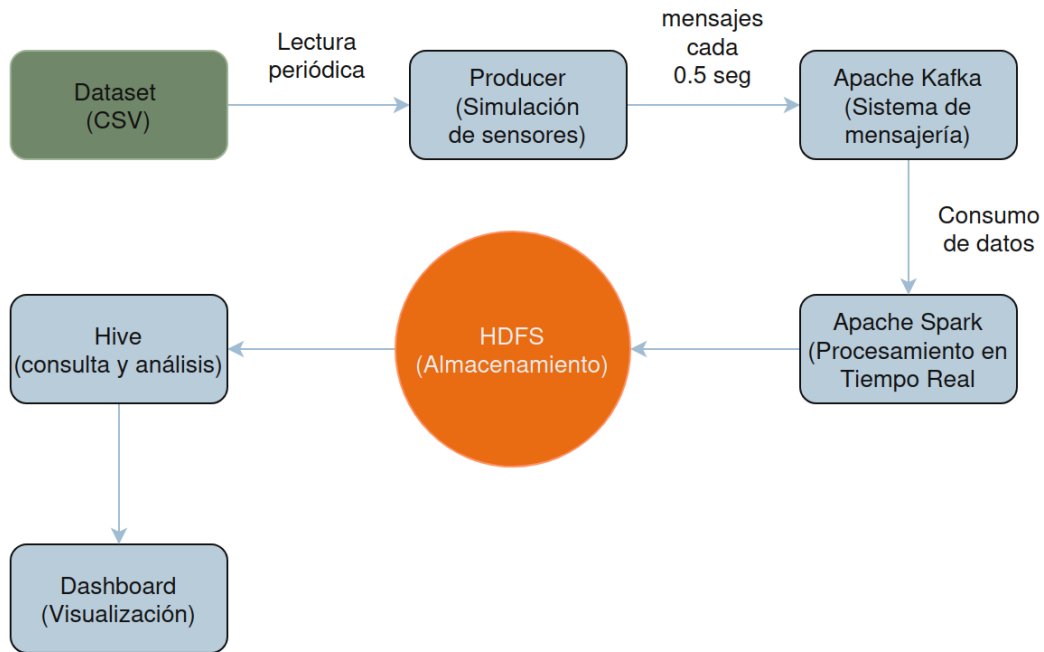 Dataset
(CSV)
Lectura
periódica
Producer
(Simulación
de sensores)
mensajes
cada
0.5 seg
Apache Kafka
(Sistema de
mensajería)
Consumo
de datos
Apache Spark
(Procesamiento en
Tiempo Real
HDFS
(Almacenamiento)
Hive
(consulta y análisis)
Dashboard
(Visualización)